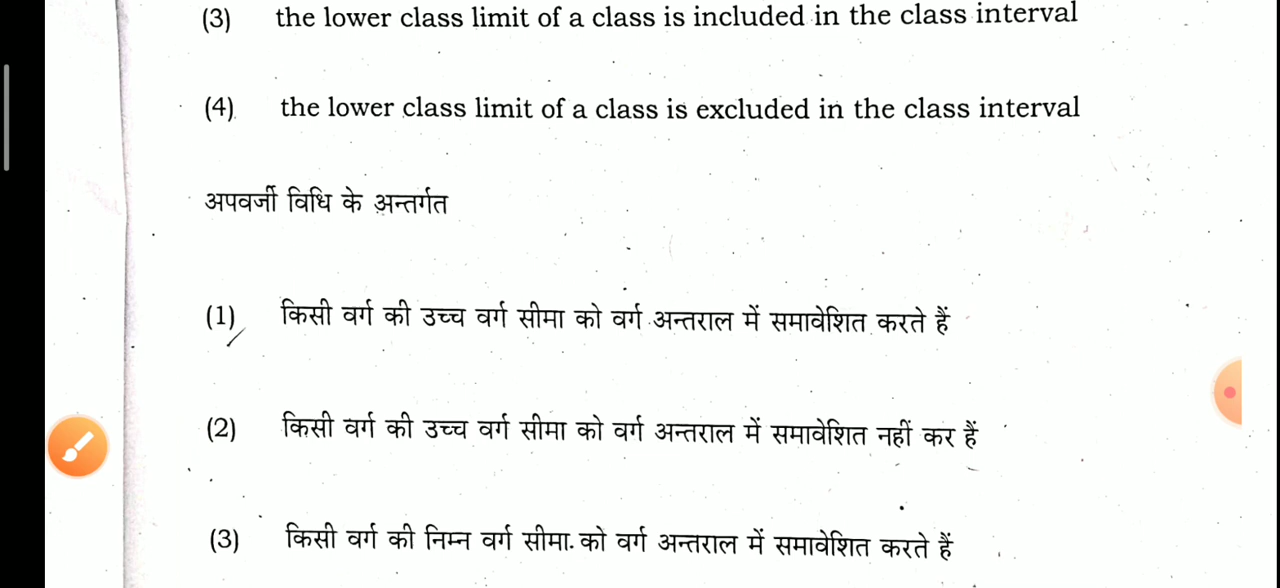 (3) the lower class limit of a class is included in the class interval
(4) the lower class limit of a class is excluded in the class interval
अपवर्जी विधि के अन्तर्गत
(1) किसी वर्ग की उच्च वर्ग सीमा को वर्ग अन्तराल में समावेशित करते हैं
(2) किसी वर्ग की उच्च वर्ग सीमा को वर्ग अन्तराल में समावेशित नहीं कर हैं
(3) किसी वर्ग की निम्न वर्ग सीमा को वर्ग अन्तराल में समावेशित करते हैं